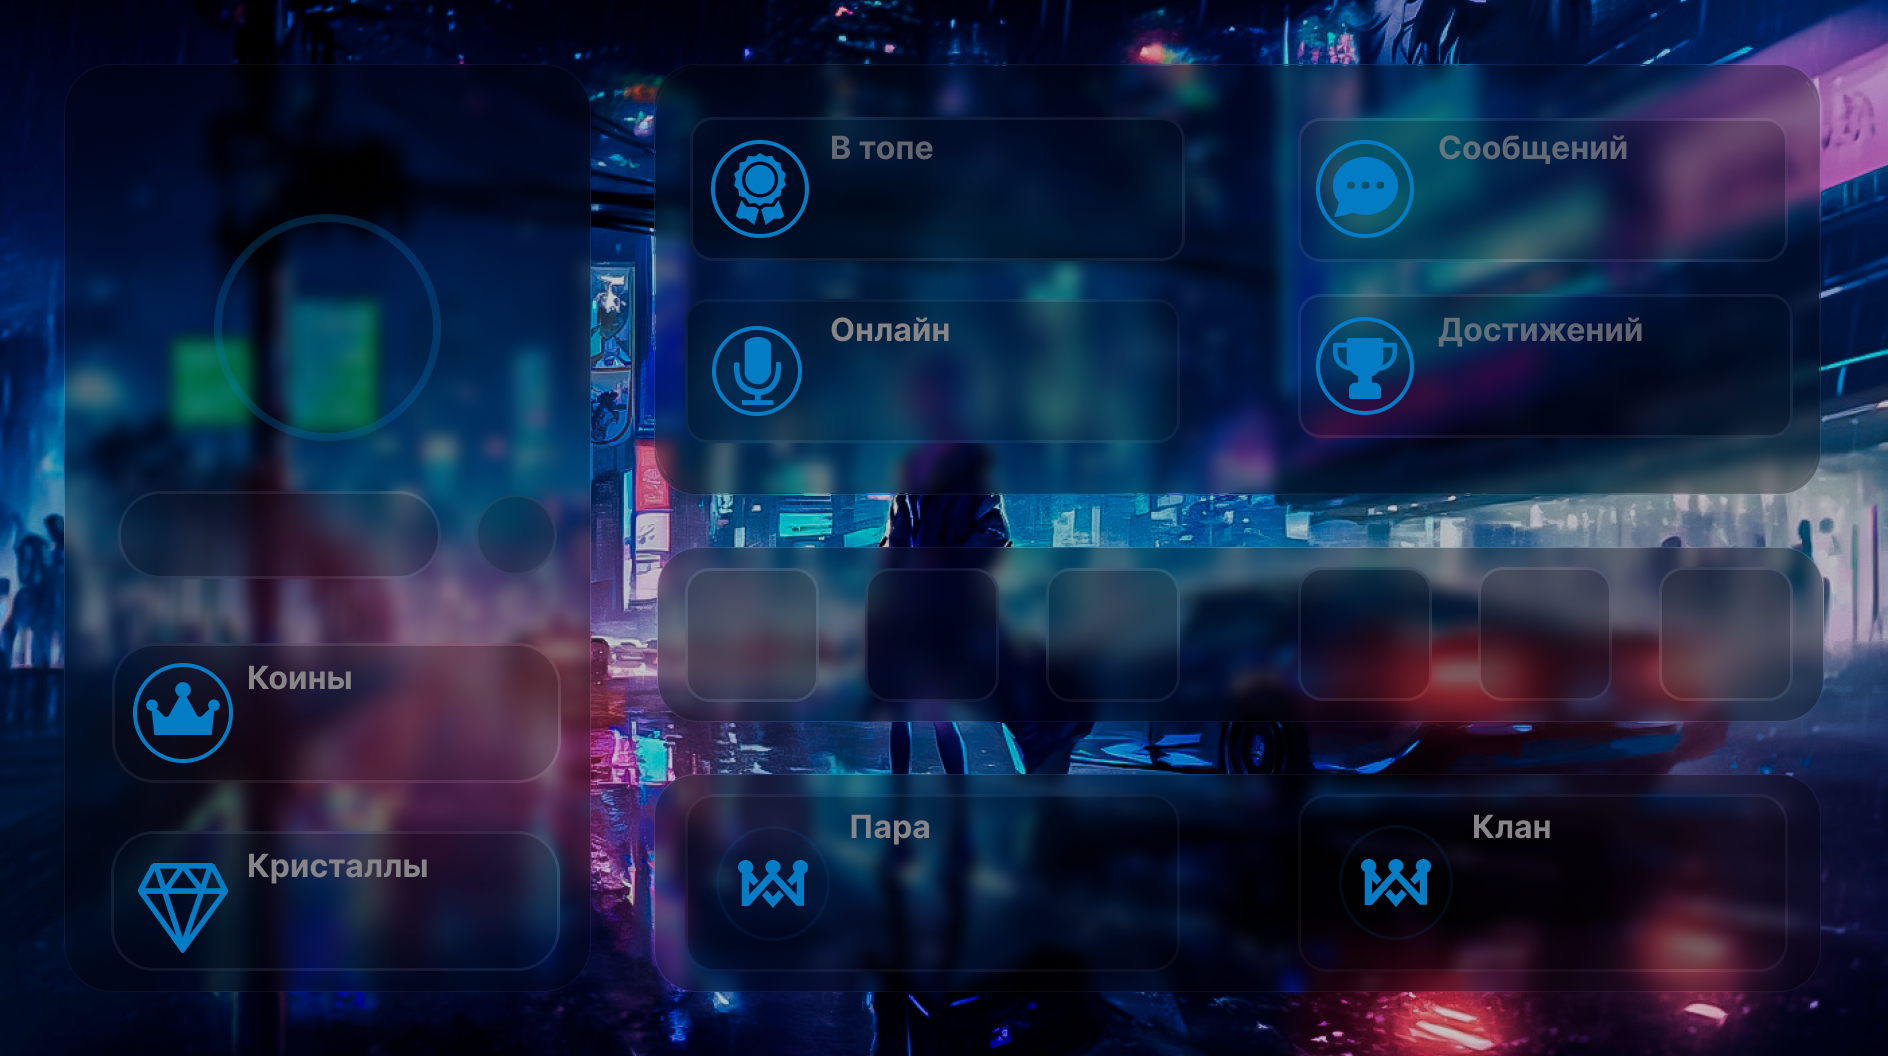 В топе
Сообщений
Онлайн
Достижений
Коины
Кристаллы
Пара
Клан